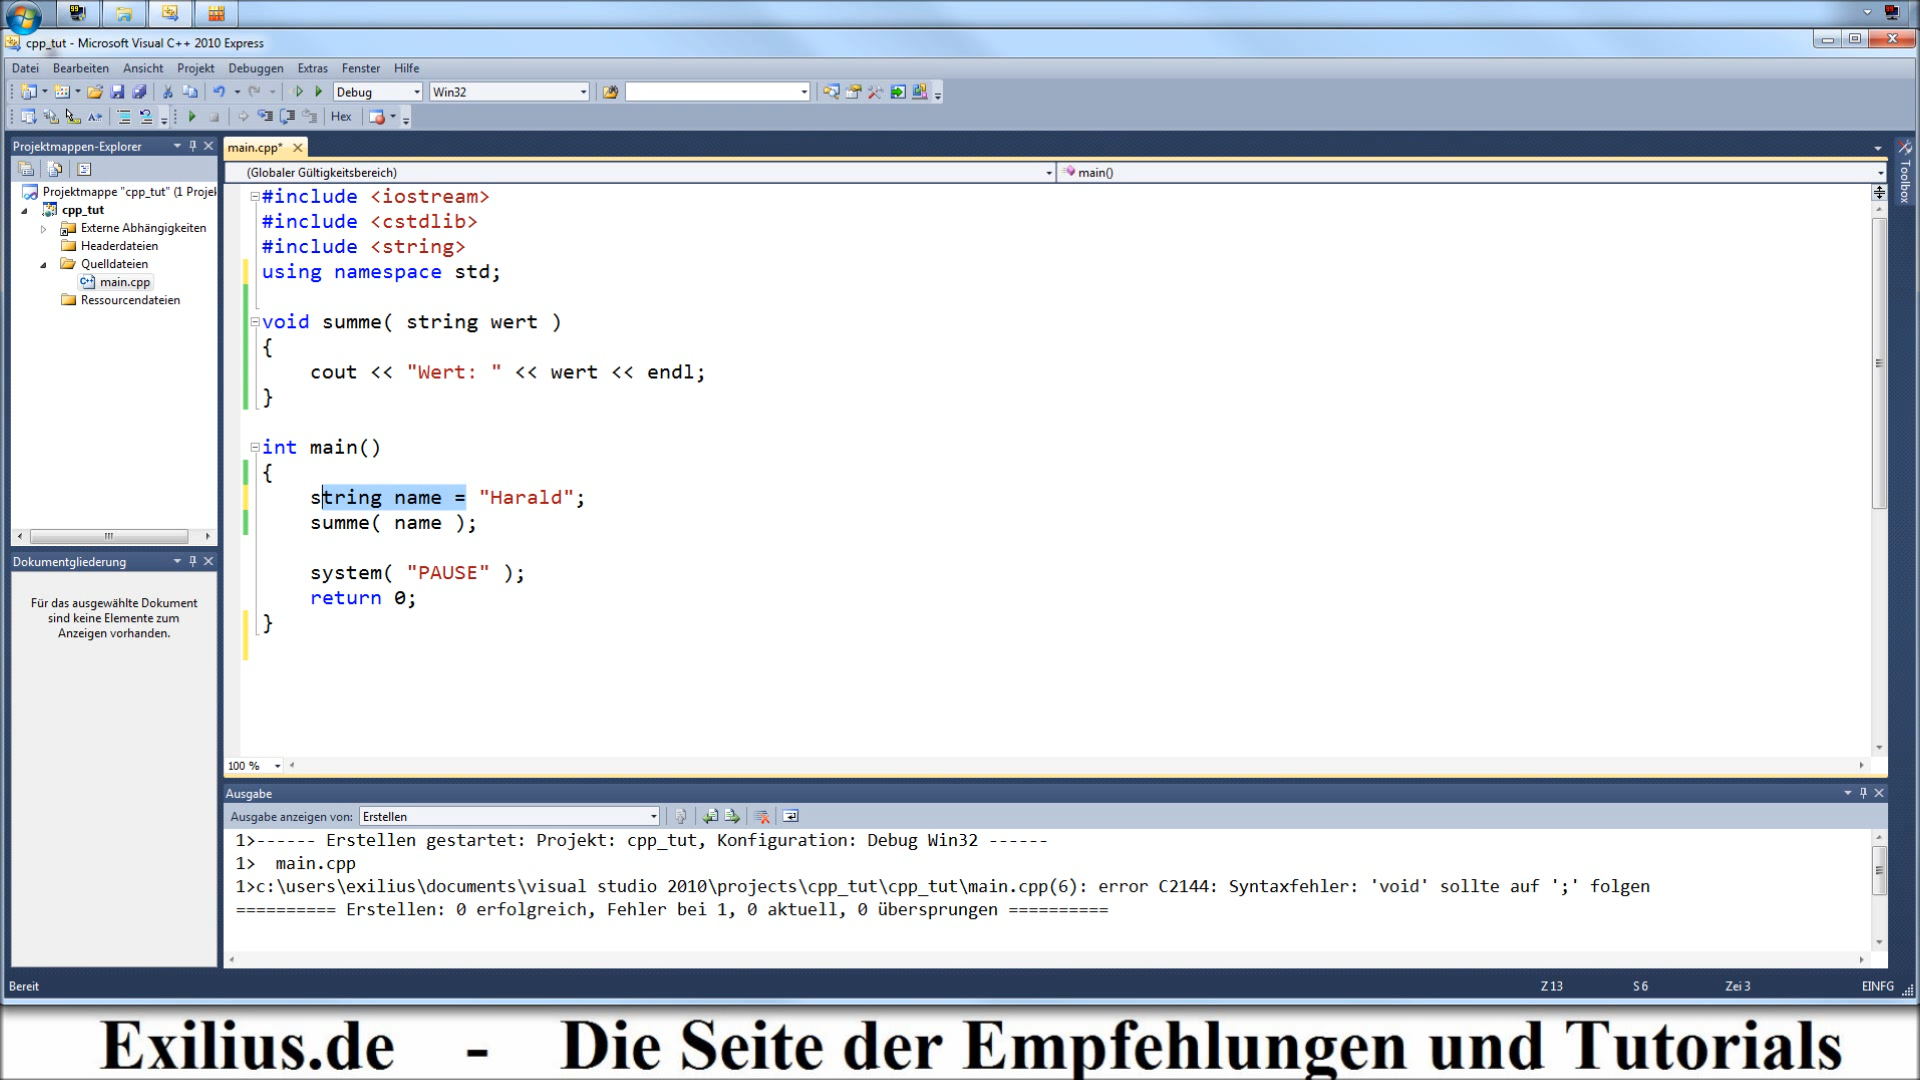 cpp_tut - Microsoft Visual C++ 2010 Express
Datei Bearbeiten Ansicht Projekt Debuggen Extras Fenster Hilfe
Debug Win32
Hex
Projektmappen-Explorer
Projektmappe "cpp_tut" (1 Projek
cpp_tut
Externe Abhängigkeiten
Headerdateien
Quelldateien
main.cpp
Ressourcendateien
Dokumentgliederung
Für das ausgewählte Dokument
sind keine Elemente zum
Anzeigen vorhanden.
main.cpp*
(Globaler Gültigkeitsbereich) main()
Toolbox
#include <iostream>
#include <cstdlib>
#include <string>
using namespace std;
void summe( string wert )
{
cout << "Wert: " << wert << endl;
}
int main()
{
string name = "Harald";
summe( name );
system( "PAUSE" );
return 0;
}
100 %
Ausgabe
Ausgabe anzeigen von: Erstellen
1>------ Erstellen gestartet: Projekt: cpp_tut, Konfiguration: Debug Win32 ------
1> main.cpp
1>c:\users\exilius\documents\visual studio 2010\projects\cpp_tut\cpp_tut\main.cpp(6): error C2144: Syntaxfehler: 'void' sollte auf ';' folgen
========== Erstellen: 0 erfolgreich, Fehler bei 1, 0 aktuell, 0 übersprungen ==========
Bereit Z 13 S 6 Zei 3 EINFG
Exilius.de - Die Seite der Empfehlungen und Tutorials